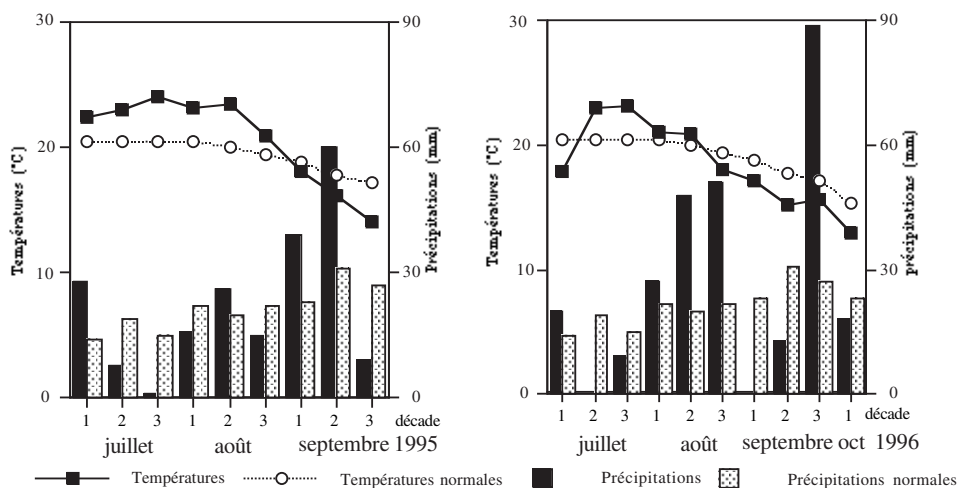 30
90
30
90
20
60
20
60
10
30
10
30
0
0
0
0
Températures (°C)
Précipitations (mm)
Températures (°C)
précipitations (mm)
1 2 3 1 2 3 1 2 3 décade
1 2 3 1 2 3 1 2 3 1 décade
juillet août septembre 1995
juillet août septembre oct 1996
Températures Températures normales Précipitations Précipitations normales